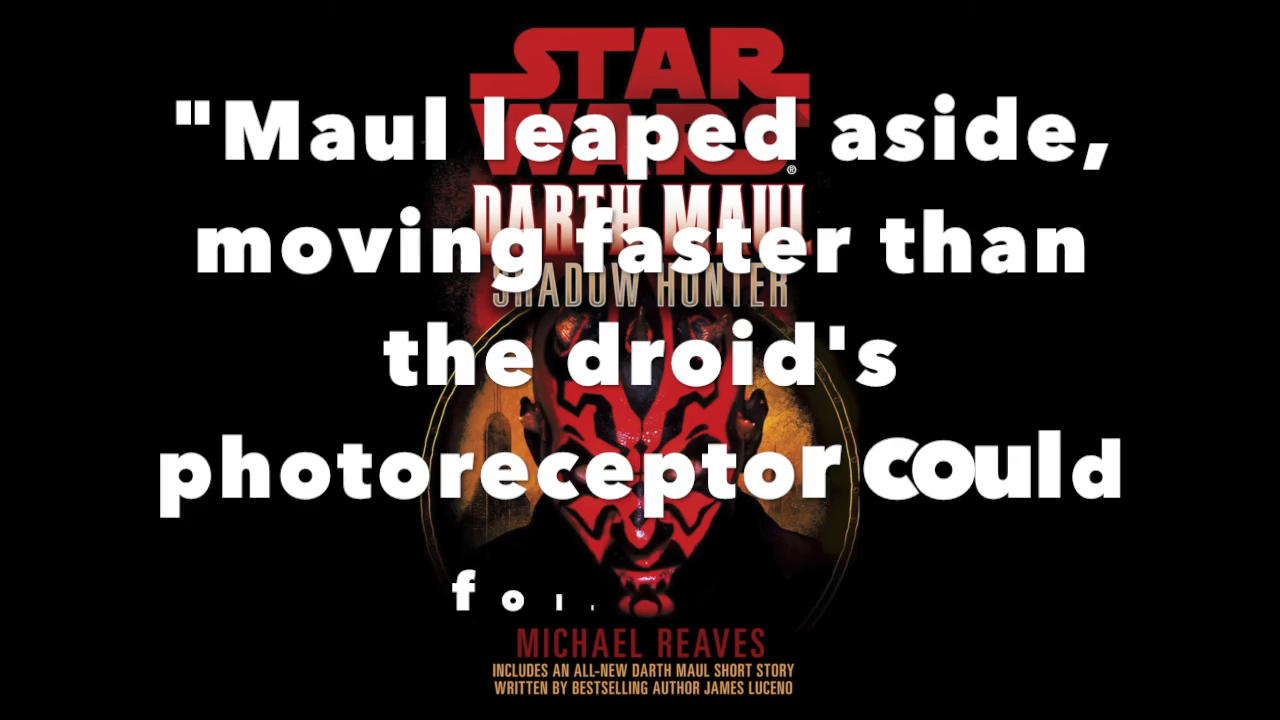 STAR
WARS®
DARTH MAUL
SHADOW HUNTER
"Maul leaped aside,
moving faster than
the droid's
photoreceptor could
MICHAEL REAVES
INCLUDES AN ALL-NEW DARTH MAUL SHORT STORY
WRITTEN BY BESTSELLING AUTHOR JAMES LUCENO